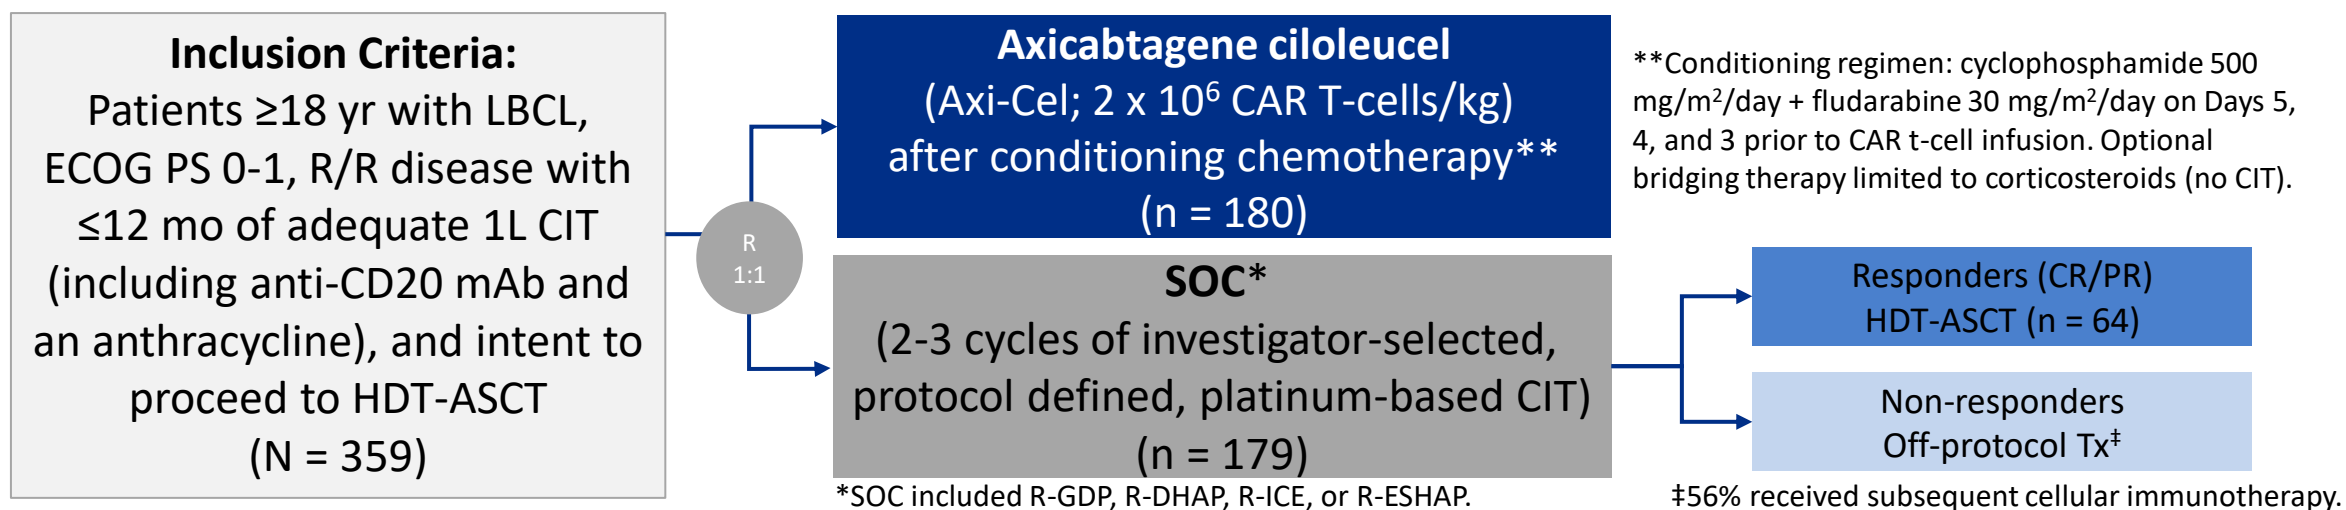 Inclusion Criteria:
Patients ≥18 yr with LBCL,
ECOG PS 0-1, R/R disease with
≤12 mo of adequate 1L CIT
(including anti-CD20 mAb and
an anthracycline), and intent to
proceed to HDT-ASCT
(N = 359)
R
1:1
Axicabtagene ciloleucel
(Axi-Cel; 2 x 10⁶ CAR T-cells/kg)
after conditioning chemotherapy**
(n = 180)
**Conditioning regimen: cyclophosphamide 500
mg/m²/day + fludarabine 30 mg/m²/day on Days 5,
4, and 3 prior to CAR t-cell infusion. Optional
bridging therapy limited to corticosteroids (no CIT).
SOC*
(2-3 cycles of investigator-selected,
protocol defined, platinum-based CIT)
(n = 179)
*SOC included R-GDP, R-DHAP, R-ICE, or R-ESHAP.
Responders (CR/PR)
HDT-ASCT (n = 64)
Non-responders
Off-protocol Tx‡
‡56% received subsequent cellular immunotherapy.